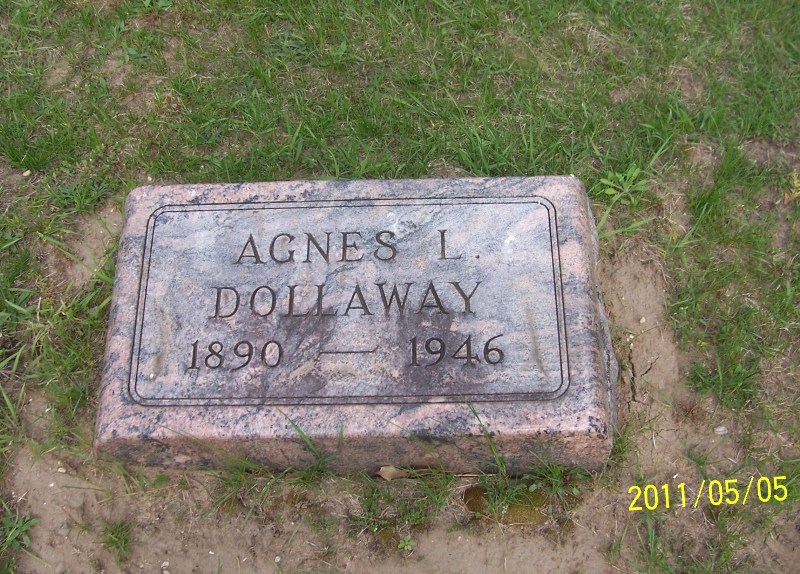 AGNES L.
DOLLAWAY
1890 — 1946
2011/05/05